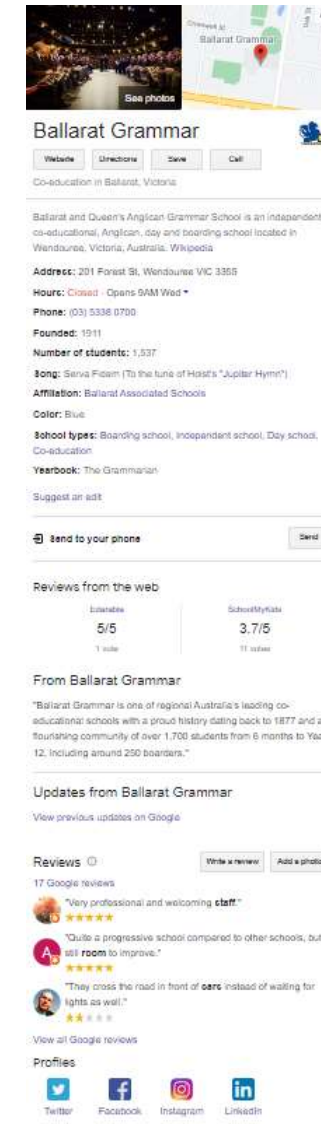 See photos
Ballarat Grammar
Ballarat Grammar
Website Directions Save Call
Co-education in Ballarat, Victoria
Ballarat and Queen's Anglican Grammar School is an independent,
co-educational, Anglican, day and boarding school located in
Wendouree, Victoria, Australia. Wikipedia
Address: 201 Forest St, Wendouree VIC 3355
Hours: Closed · Opens 9AM Wed
Phone: (03) 5338 0700
Founded: 1911
Number of students: 1,537
Song: Serva Fidem (To the tune of Holst's "Jupiter Hymn")
Affiliation: Ballarat Associated Schools
Color: Blue
School types: Boarding school, Independent school, Day school,
Co-education
Yearbook: The Grammarian
Suggest an edit
Send to your phone Send
Reviews from the web
SchoolMyKids
5/5 3.7/5
1 vote 11 votes
From Ballarat Grammar
"Ballarat Grammar is one of regional Australia's leading co-
educational schools with a proud history dating back to 1877 and a
flourishing community of over 1,700 students from 6 months to Yea
12, including around 250 boarders."
Updates from Ballarat Grammar
View previous updates on Google
Reviews Write a review Add a photo
17 Google reviews
"Very professional and welcoming staff."
A "Quite a progressive school compared to other schools, but
still room to improve."
"They cross the road in front of cars instead of waiting for
lights as well."
View all Google reviews
Profiles
Twitter Facebook Instagram LinkedIn